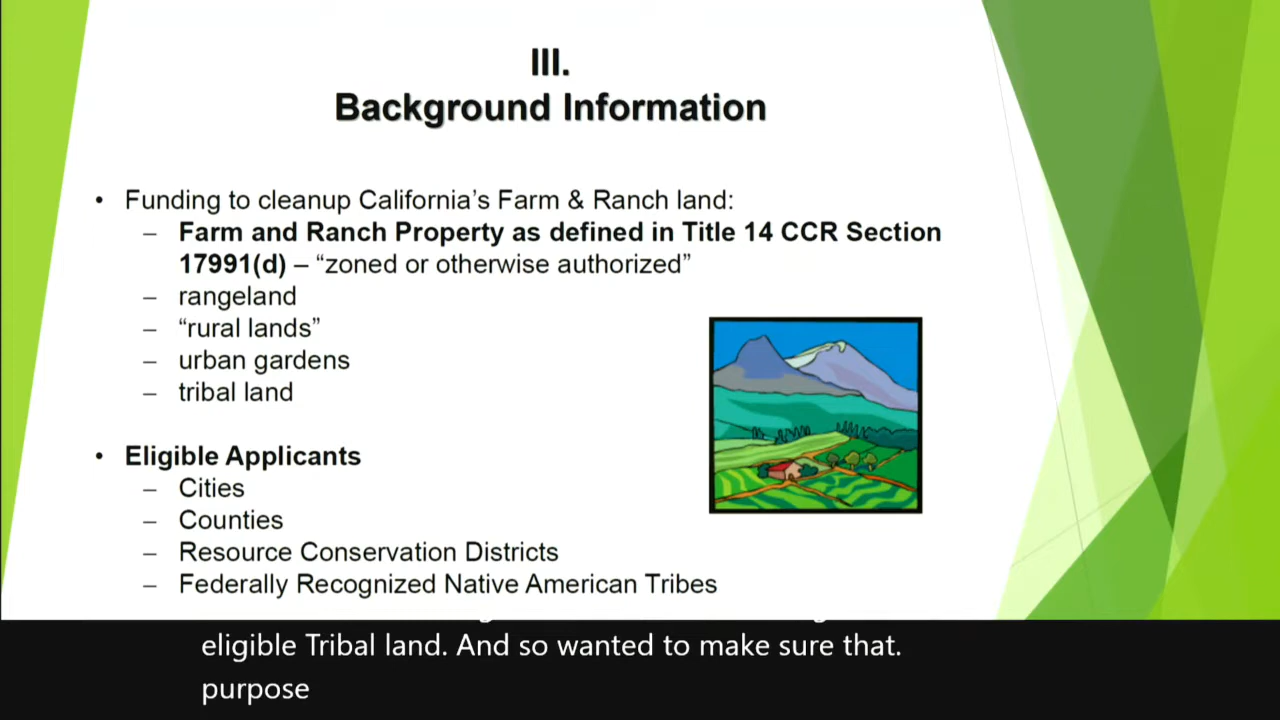 III.
Background Information
• Funding to cleanup California’s Farm & Ranch land:
– Farm and Ranch Property as defined in Title 14 CCR Section
17991(d) – “zoned or otherwise authorized”
– rangeland
– “rural lands”
– urban gardens
– tribal land
• Eligible Applicants
– Cities
– Counties
– Resource Conservation Districts
– Federally Recognized Native American Tribes
eligible Tribal land. And so wanted to make sure that.
purpose